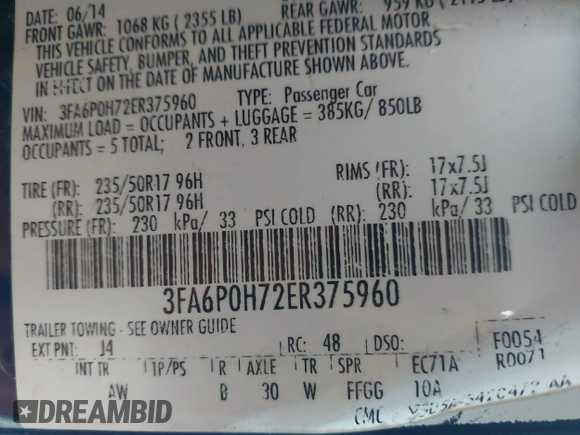 DATE: 06/14
FRONT GAWR: 1068 KG ( 2355 LB) REAR GAWR: 959 KG (
THIS VEHICLE CONFORMS TO ALL APPLICABLE FEDERAL MOTOR
VEHICLE SAFETY, BUMPER, AND THEFT PREVENTION STANDARDS
IN EFFECT ON THE DATE OF MANUFACTURE SHOWN ABOVE.
VIN: 3FA6P0H72ER375960 TYPE: Passenger Car
MAXIMUM LOAD = OCCUPANTS + LUGGAGE = 385KG/ 850LB
OCCUPANTS = 5 TOTAL; 2 FRONT, 3 REAR
TIRE (FR): 235/50R17 96H RIMS (FR): 17x7.5J
(RR): 235/50R17 96H (RR): 17x7.5J
PRESSURE (FR): 230 kPa/ 33 PSI COLD (RR): 230 kPa/ 33 PSI COLD
3FA6P0H72ER375960
TRAILER TOWING - SEE OWNER GUIDE
EXT PNT: J4 RC: 48 DSO: F0054
R0071
INT TR TP/PS R AXLE TR SPR EC71A
AW B 30 W FFGG 10A
DREAMBID